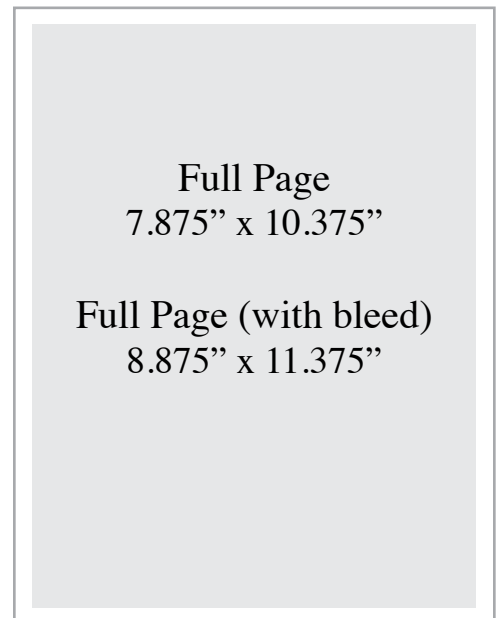 Full Page
7.875” x 10.375”
Full Page (with bleed)
8.875” x 11.375”